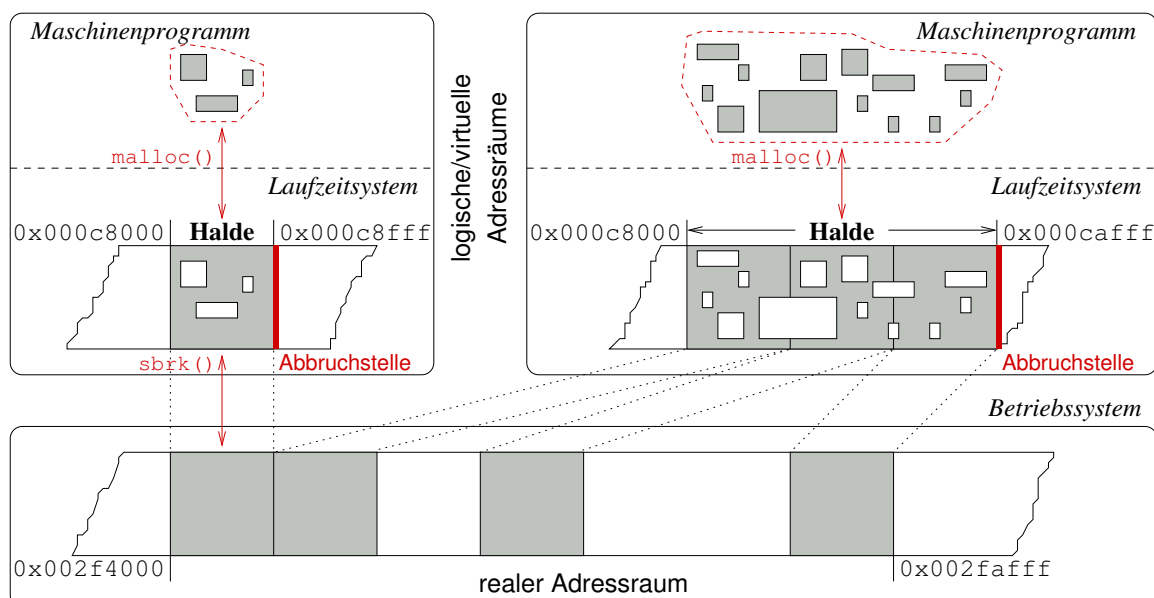 Maschinenprogramm
malloc()
Laufzeitsystem
0x000c8000
Halde
0x000c8fff
sbrk()
Abbruchstelle
logische/virtuelle
Adressräume
Maschinenprogramm
malloc()
Laufzeitsystem
0x000c8000
Halde
0x000cafff
Abbruchstelle
Betriebssystem
0x002f4000
realer Adressraum
0x002fafff